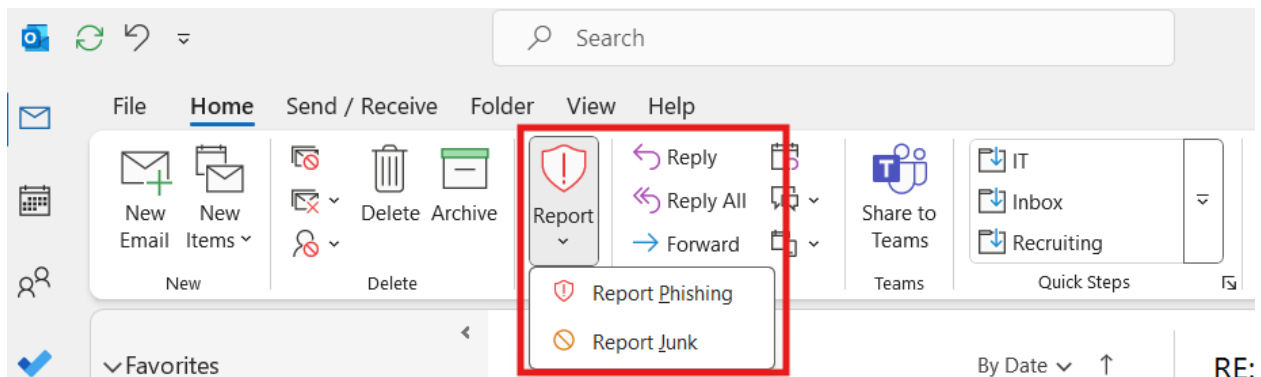 Search
File Home Send / Receive Folder View Help
New Email
New Items
Delete
Archive
Report
Reply
Reply All
Forward
Share to Teams
IT
Inbox
Recruiting
New
Delete
Teams
Quick Steps
Report Phishing
Report Junk
Favorites
By Date
RE: